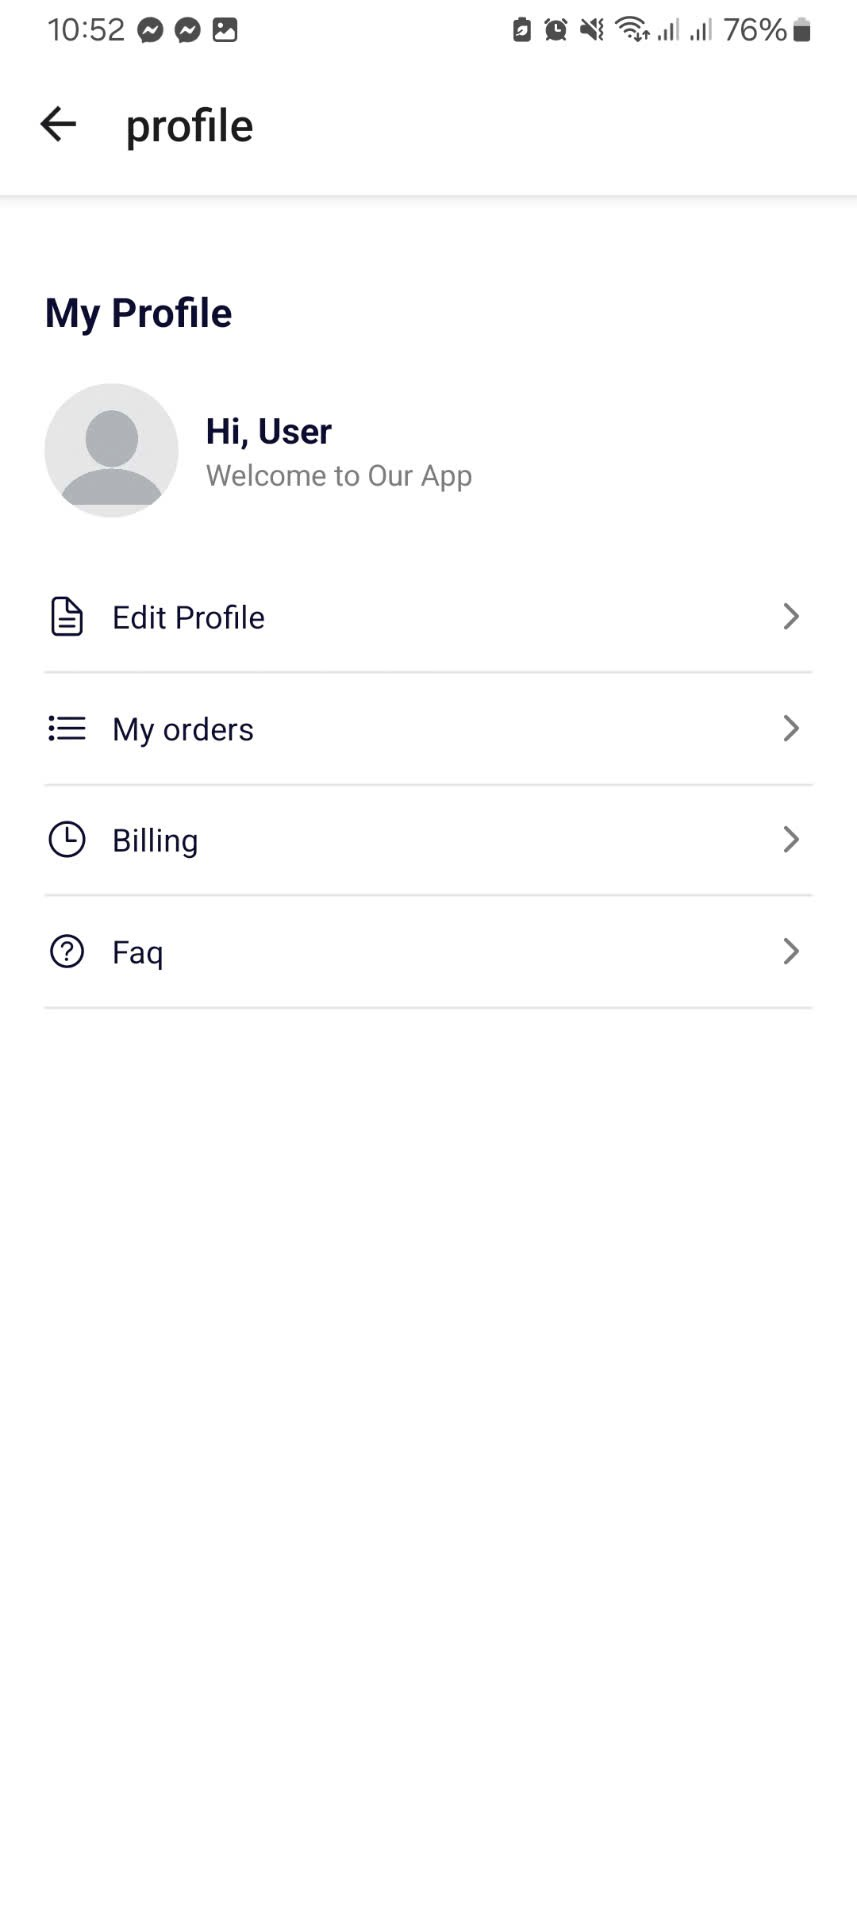 10:52
76%
profile
My Profile
Hi, User
Welcome to Our App
Edit Profile
My orders
Billing
Faq